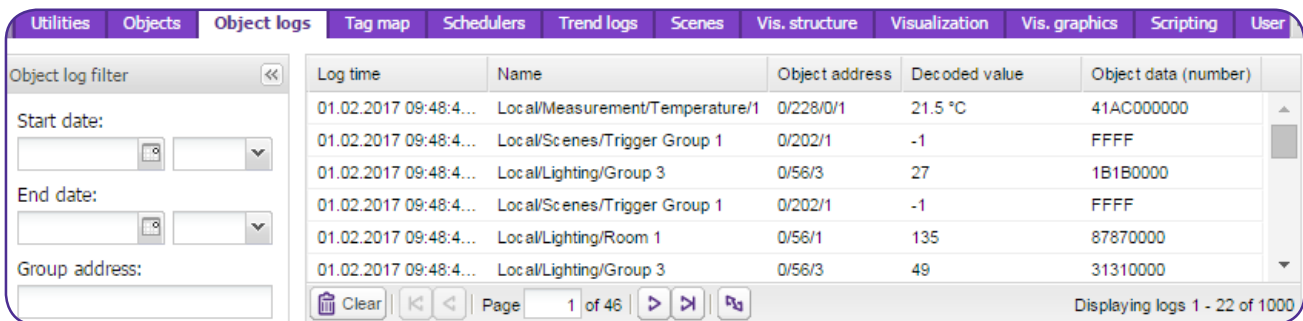 Utilities Objects Object logs Tag map Schedulers Trend logs Scenes Vis. structure Visualization Vis. graphics Scripting User
Object log filter
Start date:
End date:
Group address:
Log time Name Object address Decoded value Object data (number)
01.02.2017 09:48:4... Local/Measurement/Temperature/1 0/228/0/1 21.5 °C 41AC000000
01.02.2017 09:48:4... Local/Scenes/Trigger Group 1 0/202/1 -1 FFFF
01.02.2017 09:48:4... Local/Lighting/Group 3 0/56/3 27 1B1B0000
01.02.2017 09:48:4... Local/Scenes/Trigger Group 1 0/202/1 -1 FFFF
01.02.2017 09:48:4... Local/Lighting/Room 1 0/56/1 135 87870000
01.02.2017 09:48:4... Local/Lighting/Group 3 0/56/3 49 31310000
Clear Page 1 of 46 Displaying logs 1 - 22 of 1000